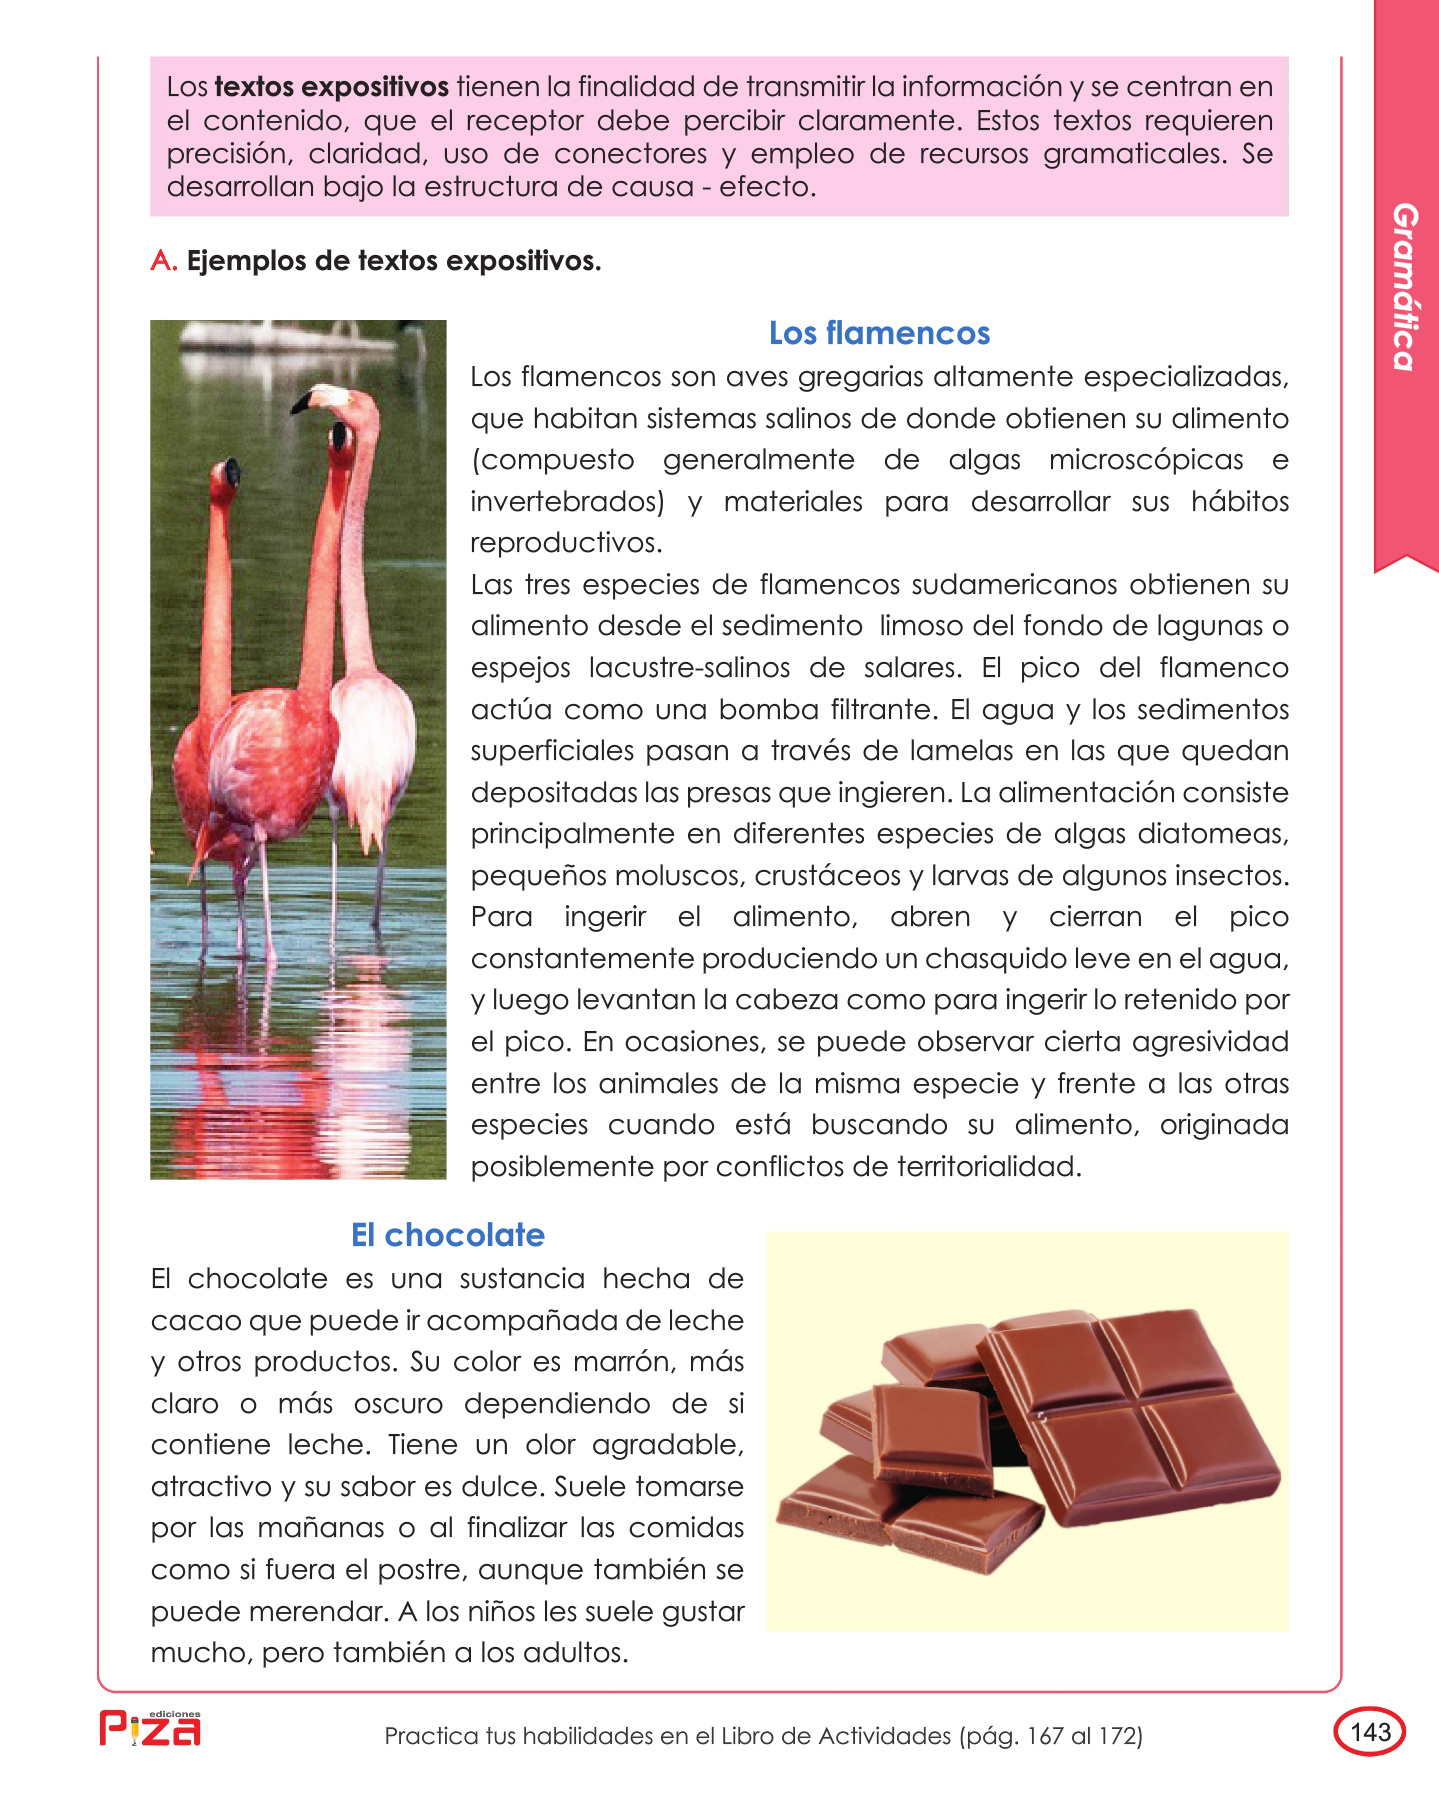 Los textos expositivos tienen la finalidad de transmitir la información y se centran en
el contenido, que el receptor debe percibir claramente. Estos textos requieren
precisión, claridad, uso de conectores y empleo de recursos gramaticales. Se
desarrollan bajo la estructura de causa - efecto.
Gramática
A. Ejemplos de textos expositivos.
Los flamencos
Los flamencos son aves gregarias altamente especializadas,
que habitan sistemas salinos de donde obtienen su alimento
(compuesto generalmente de algas microscópicas e
invertebrados) y materiales para desarrollar sus hábitos
reproductivos.
Las tres especies de flamencos sudamericanos obtienen su
alimento desde el sedimento limoso del fondo de lagunas o
espejos lacustre-salinos de salares. El pico del flamenco
actúa como una bomba filtrante. El agua y los sedimentos
superficiales pasan a través de lamelas en las que quedan
depositadas las presas que ingieren. La alimentación consiste
principalmente en diferentes especies de algas diatomeas,
pequeños moluscos, crustáceos y larvas de algunos insectos.
Para ingerir el alimento, abren y cierran el pico
constantemente produciendo un chasquido leve en el agua,
y luego levantan la cabeza como para ingerir lo retenido por
el pico. En ocasiones, se puede observar cierta agresividad
entre los animales de la misma especie y frente a las otras
especies cuando está buscando su alimento, originada
posiblemente por conflictos de territorialidad.
El chocolate
El chocolate es una sustancia hecha de
cacao que puede ir acompañada de leche
y otros productos. Su color es marrón, más
claro o más oscuro dependiendo de si
contiene leche. Tiene un olor agradable,
atractivo y su sabor es dulce. Suele tomarse
por las mañanas o al finalizar las comidas
como si fuera el postre, aunque también se
puede merendar. A los niños les suele gustar
mucho, pero también a los adultos.
ediciones
Piza
Practica tus habilidades en el Libro de Actividades (pág. 167 al 172)
143